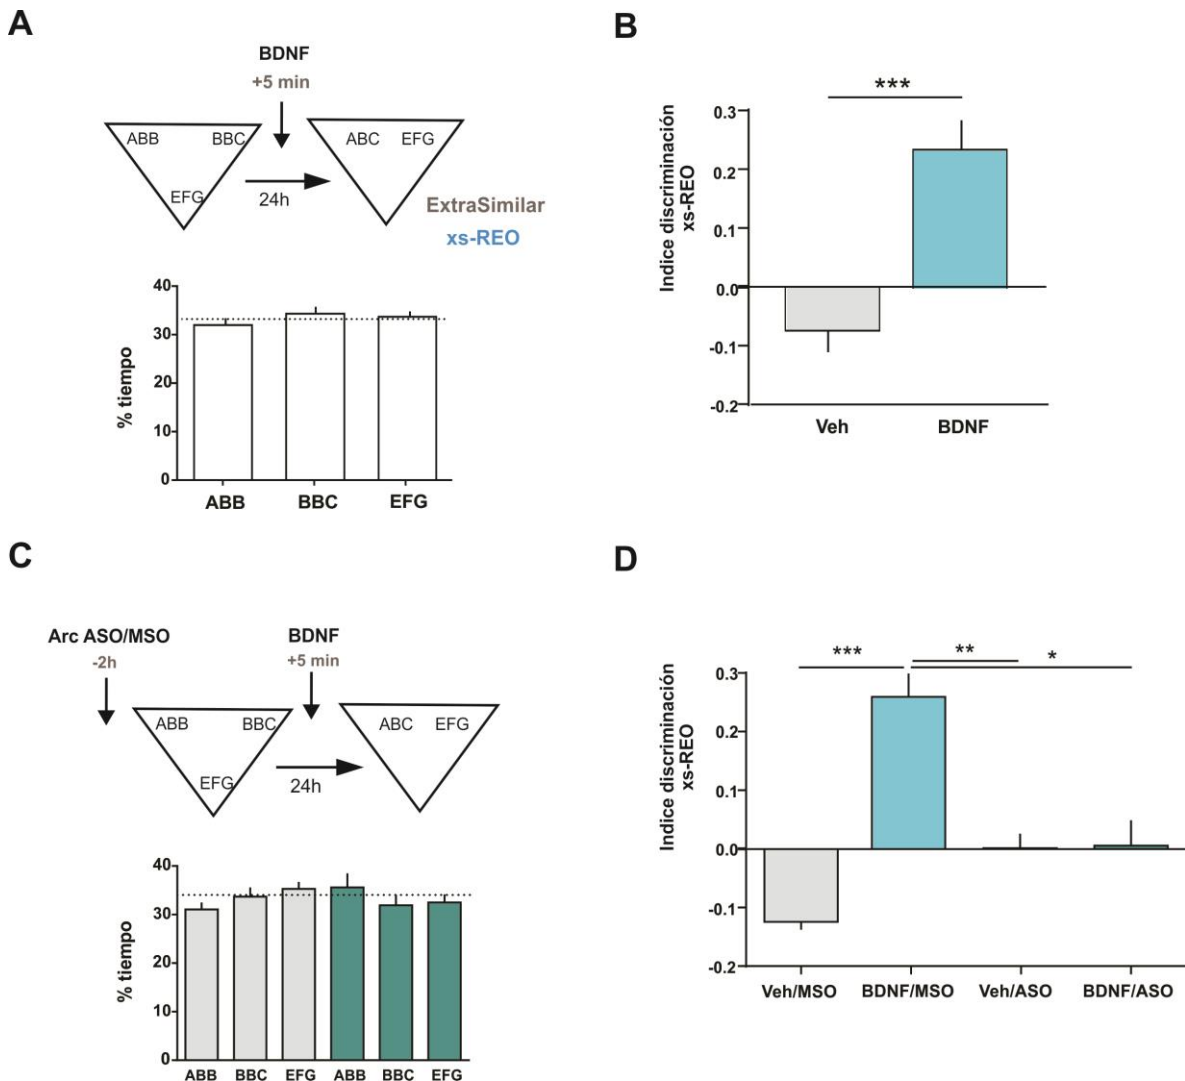 A
BDNF
+5 min
ABB BBC
EFG
24h
ABC EFG
ExtraSimilar
xs-REO
% tiempo
40
30
20
10
0
ABB BBC EFG
B
***
Indice discriminación
xs-REO
0.3
0.2
0.1
0.0
-0.1
-0.2
Veh BDNF
C
Arc ASO/MSO
-2h
BDNF
+5 min
ABB BBC
EFG
24h
ABC EFG
% tiempo
40
30
20
10
0
ABB BBC EFG ABB BBC EFG
D
*** ** *
Indice discriminación
xs-REO
0.3
0.2
0.1
0.0
-0.1
-0.2
Veh/MSO BDNF/MSO Veh/ASO BDNF/ASO